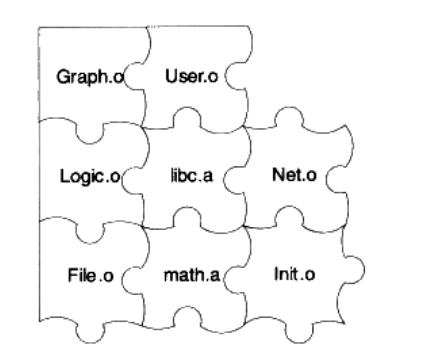 Graph.o User.o
Logic.o libc.a Net.o
File.o math.a Init.o